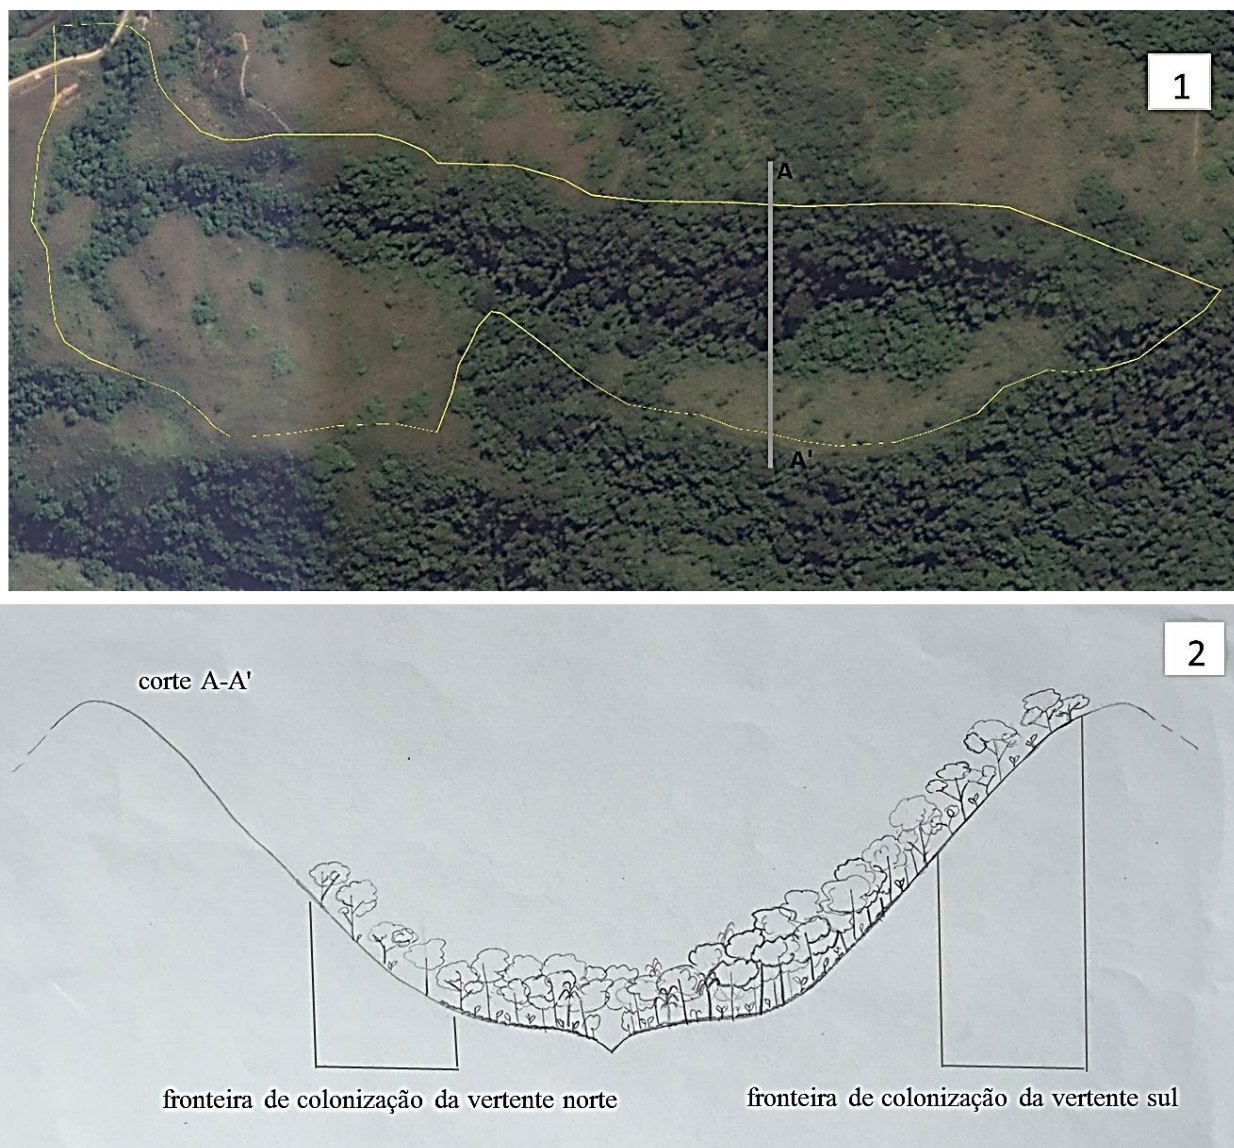 1
A
A'
2
corte A-A'
fronteira de colonização da vertente norte
fronteira de colonização da vertente sul